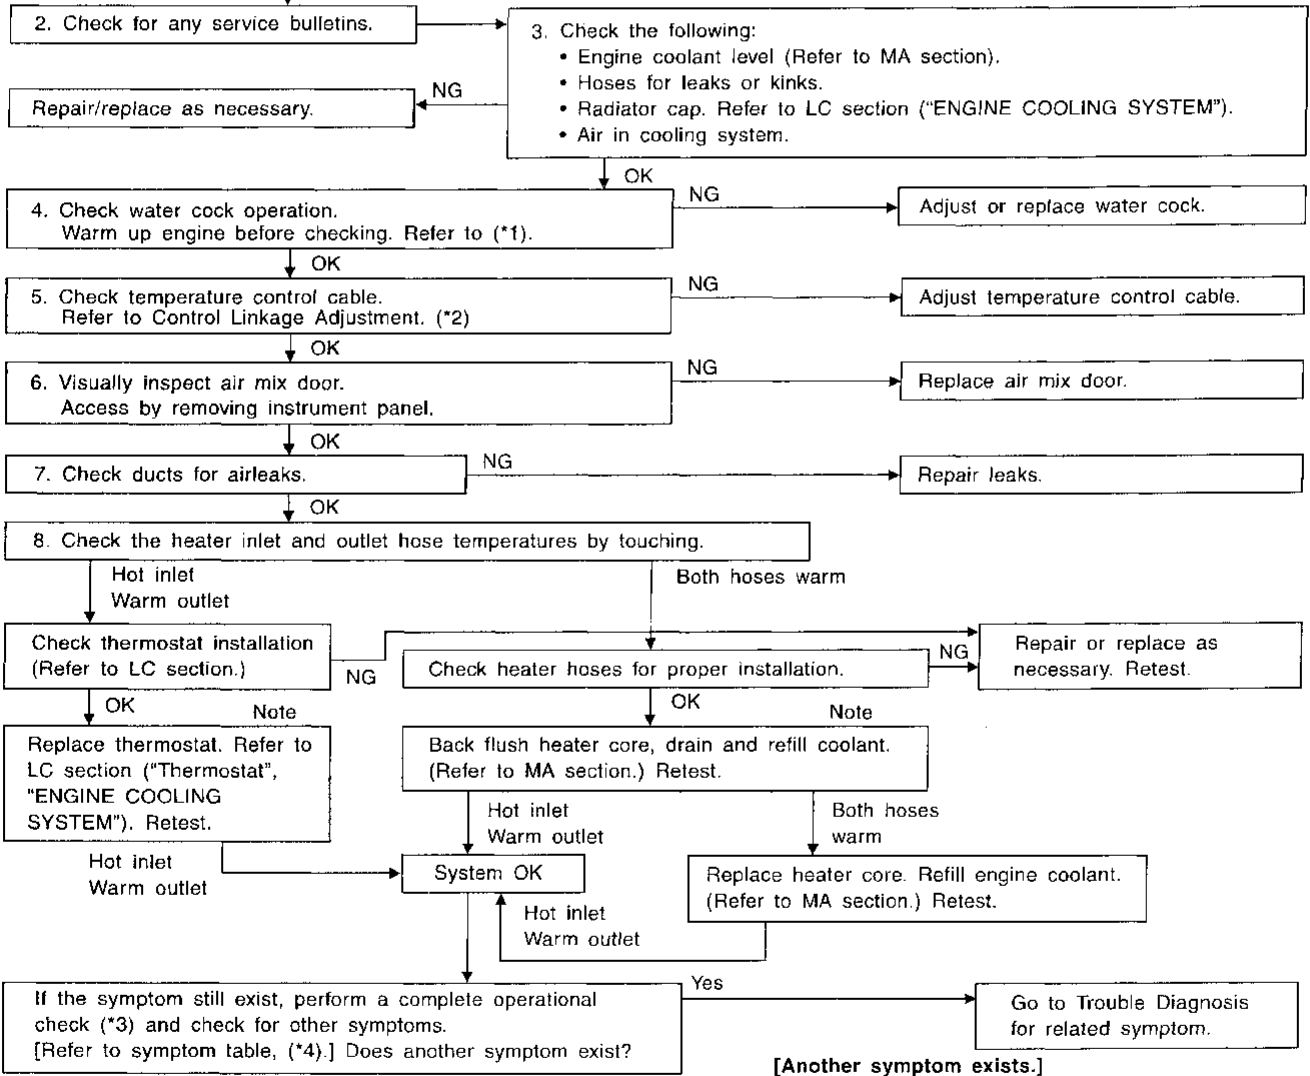 2. Check for any service bulletins.
3. Check the following:
• Engine coolant level (Refer to MA section).
• Hoses for leaks or kinks.
• Radiator cap. Refer to LC section ("ENGINE COOLING SYSTEM").
• Air in cooling system.
NG
Repair/replace as necessary.
OK
4. Check water cock operation.
Warm up engine before checking. Refer to (*1).
NG
Adjust or replace water cock.
OK
5. Check temperature control cable.
Refer to Control Linkage Adjustment. (*2)
NG
Adjust temperature control cable.
OK
6. Visually inspect air mix door.
Access by removing instrument panel.
NG
Replace air mix door.
OK
7. Check ducts for airleaks.
NG
Repair leaks.
OK
8. Check the heater inlet and outlet hose temperatures by touching.
Hot inlet
Warm outlet
Both hoses warm
Check thermostat installation
(Refer to LC section.)
NG
Check heater hoses for proper installation.
NG
Repair or replace as
necessary. Retest.
OK
Note
Replace thermostat. Refer to
LC section ("Thermostat",
"ENGINE COOLING
SYSTEM"). Retest.
OK
Note
Back flush heater core, drain and refill coolant.
(Refer to MA section.) Retest.
Hot inlet
Warm outlet
Both hoses
warm
Hot inlet
Warm outlet
System OK
Replace heater core. Refill engine coolant.
(Refer to MA section.) Retest.
Hot inlet
Warm outlet
If the symptom still exist, perform a complete operational
check (*3) and check for other symptoms.
[Refer to symptom table, (*4).] Does another symptom exist?
Yes
Go to Trouble Diagnosis
for related symptom.
[Another symptom exists.]